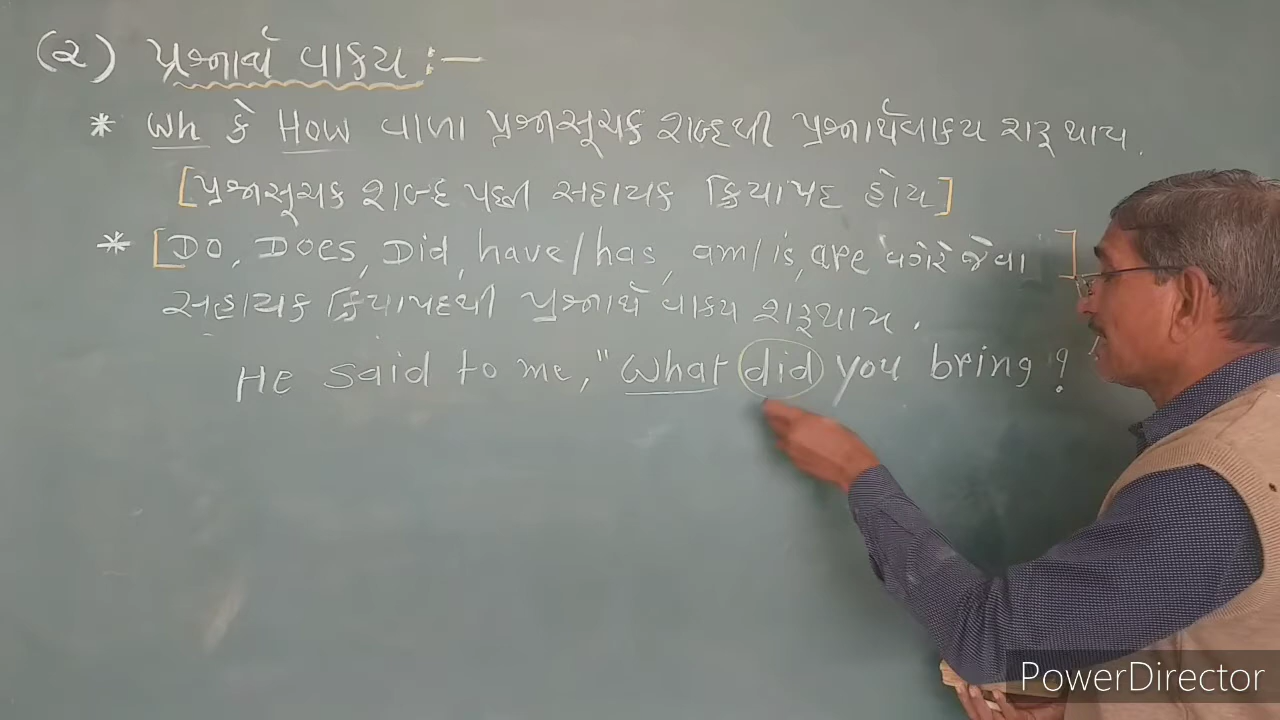 (૨) પ્રશ્નાર્થ વાક્ય :-
* Wh કે How વાળા પ્રશ્નસૂચક શબ્દથી પ્રશ્નાર્થવાક્ય શરૂ થાય.
[પ્રશ્નસૂચક શબ્દ પછી સહાયક ક્રિયાપદ હોય]
* [Do, Does, Did, have/has, am/is, are વગેરે જેવા]
સહાયક ક્રિયાપદથી પ્રશ્નાર્થ વાક્ય શરૂ થાય.
He said to me, "What did you bring?
PowerDirector